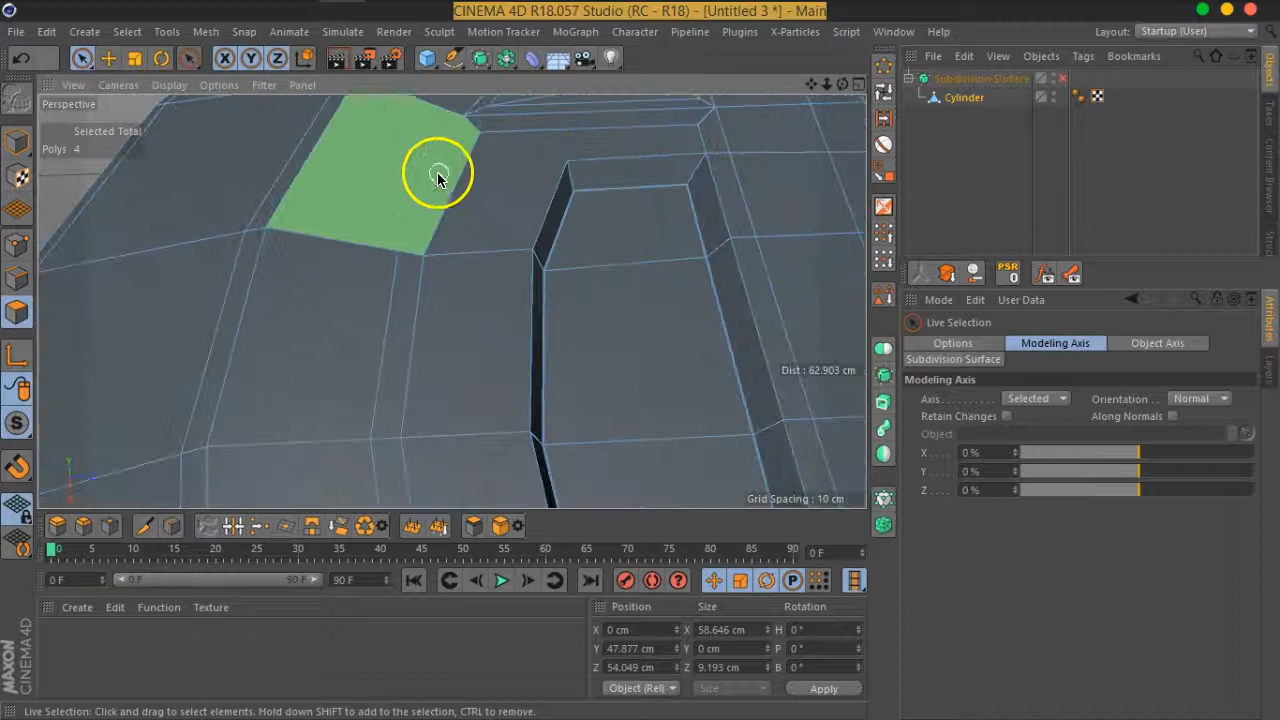 CINEMA 4D R18.057 Studio (RC - R18) - [Untitled 3 *] - Main
File Edit Create Select Tools Mesh Snap Animate Simulate Render Sculpt Motion Tracker MoGraph Character Pipeline Plugins X-Particles Script Window Help Layout: Startup (User)
X Y Z
File Edit View Objects Tags Bookmarks
View Cameras Display Options Filter Panel
Subdivision Surface
Cylinder
Perspective
Selected Total
Polys 4
Objects
PSR
0
Mode Edit User Data
Live Selection
Options Modeling Axis Object Axis
Subdivision Surface
Modeling Axis
Axis Selected Orientation Normal
Retain Changes Along Normals
Object
X 0 %
Y 0 %
Z 0 %
Attributes
Layers
Dist : 62.903 cm
Grid Spacing : 10 cm
Y
S
0 5 10 15 20 25 30 35 40 45 50 55 60 65 70 75 80 85 90 0 F
0 F 0 F 90 F 90 F P
Create Edit Function Texture
Position Size Rotation
X 0 cm X 58.646 cm H 0 °
Y 47.877 cm Y 0 cm P 0 °
Z 54.049 cm Z 9.193 cm B 0 °
Object (Rel) Size Apply
MAXON CINEMA 4D
Live Selection: Click and drag to select elements. Hold down SHIFT to add to the selection, CTRL to remove.